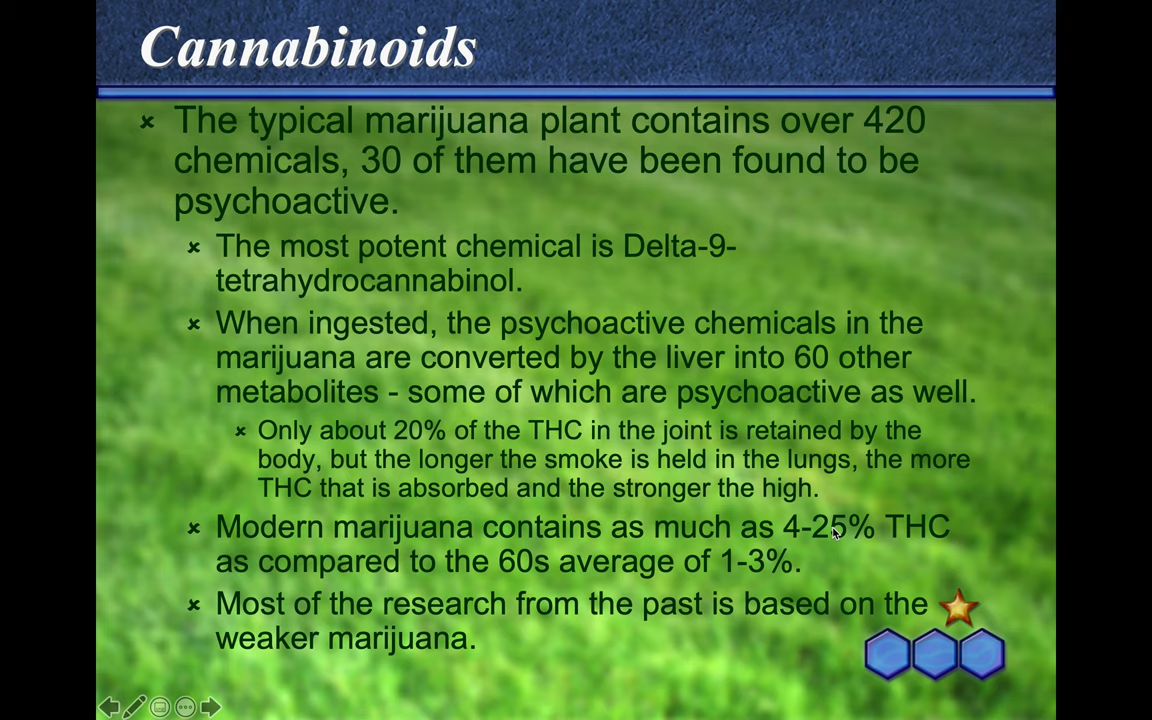 Cannabinoids
The typical marijuana plant contains over 420
chemicals, 30 of them have been found to be
psychoactive.
The most potent chemical is Delta-9-
tetrahydrocannabinol.
When ingested, the psychoactive chemicals in the
marijuana are converted by the liver into 60 other
metabolites - some of which are psychoactive as well.
Only about 20% of the THC in the joint is retained by the
body, but the longer the smoke is held in the lungs, the more
THC that is absorbed and the stronger the high.
Modern marijuana contains as much as 4-25% THC
as compared to the 60s average of 1-3%.
Most of the research from the past is based on the
weaker marijuana.